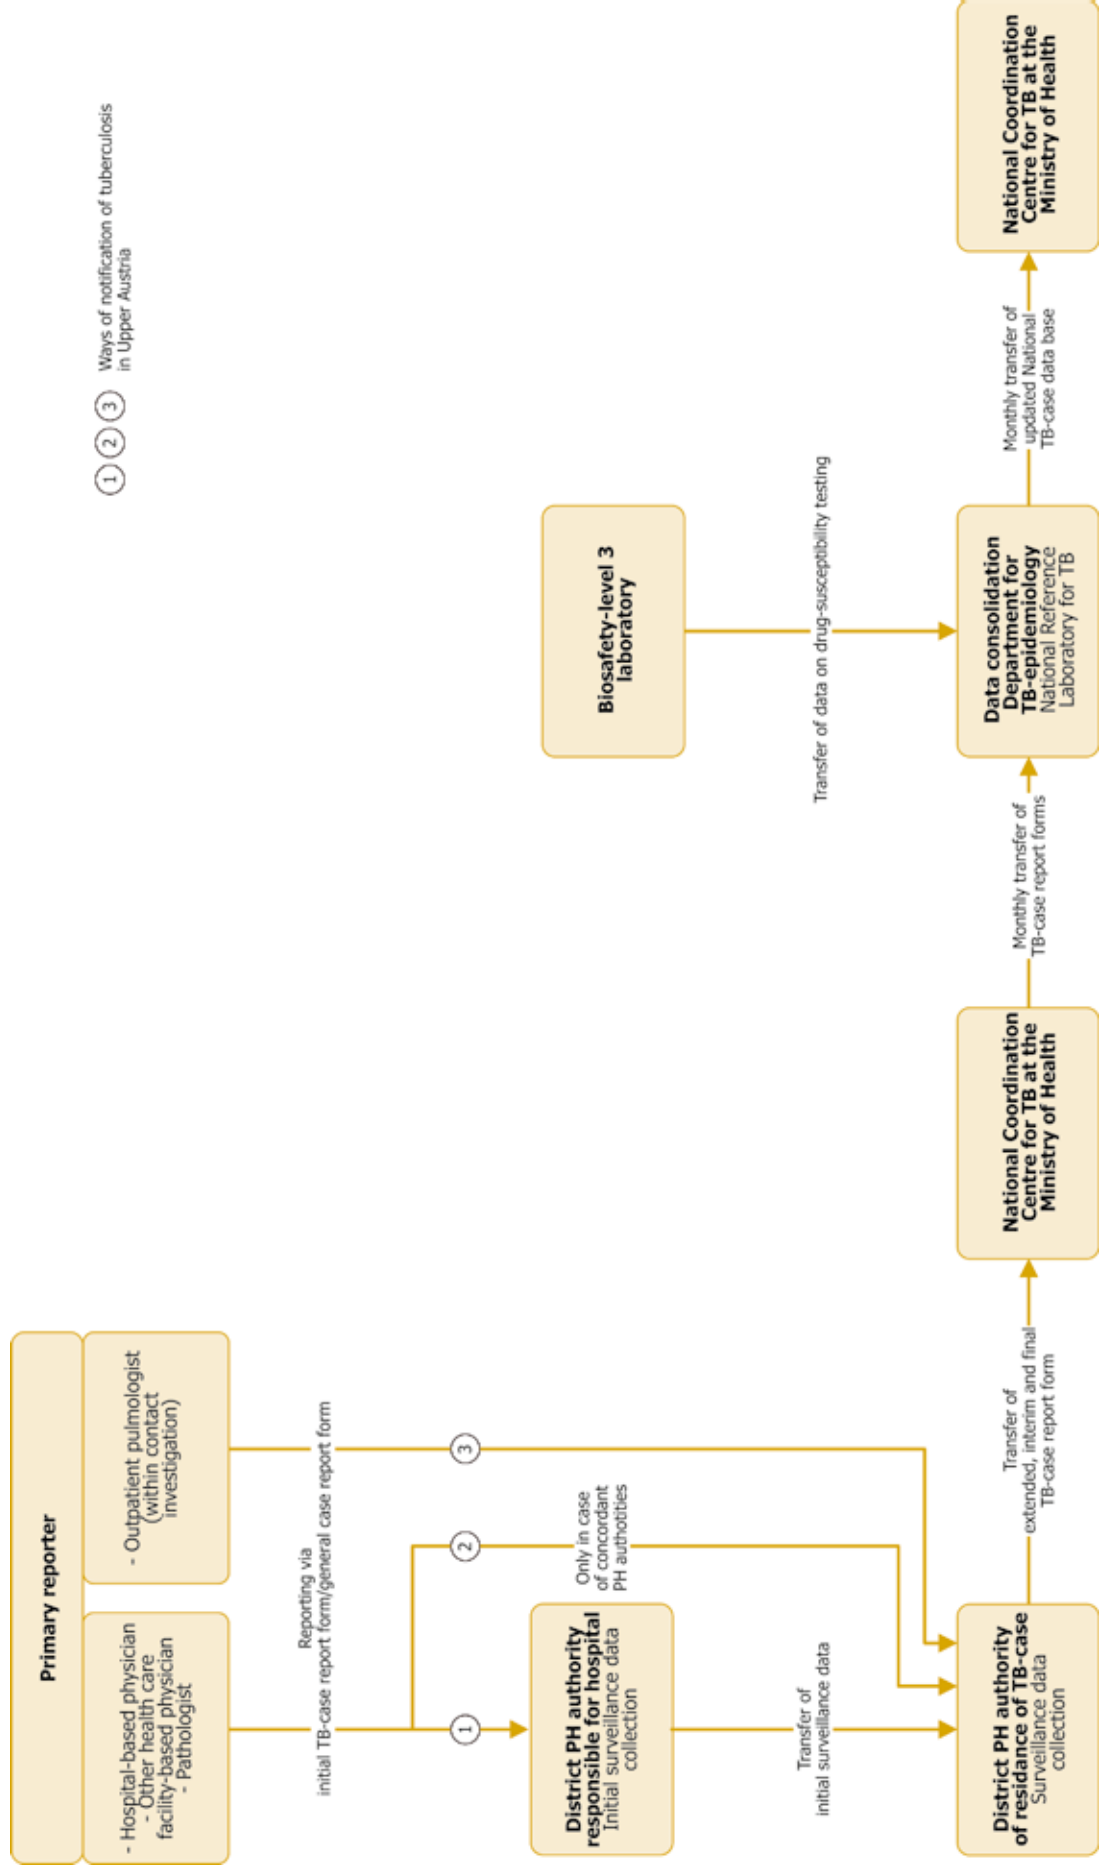 Primary reporter
- Hospital-based physician
- Other health care
facility-based physician
- Pathologist
- Outpatient pulmologist
(within contact
investigation)
1 2 3
Ways of notification of tuberculosis
in Upper Austria
Reporting via
initial TB-case report form/general case report form
1
2
3
District PH authority
responsible for hospital
Initial surveillance data
collection
Only in case
of concordant
PH authotities
Biosafety-level 3
laboratory
Transfer of
initial surveillance data
Transfer of data on drug-susceptibility testing
District PH authority
of residance of TB-case
Surveillance data
collection
Transfer of
extended, interim and final
TB-case report form
National Coordination
Centre for TB at the
Ministry of Health
Monthly transfer of
TB-case report forms
Data consolidation
Department for
TB-epidemiology
National Reference
Laboratory for TB
Monthly transfer of
updated National
TB-case data base
National Coordination
Centre for TB at the
Ministry of Health